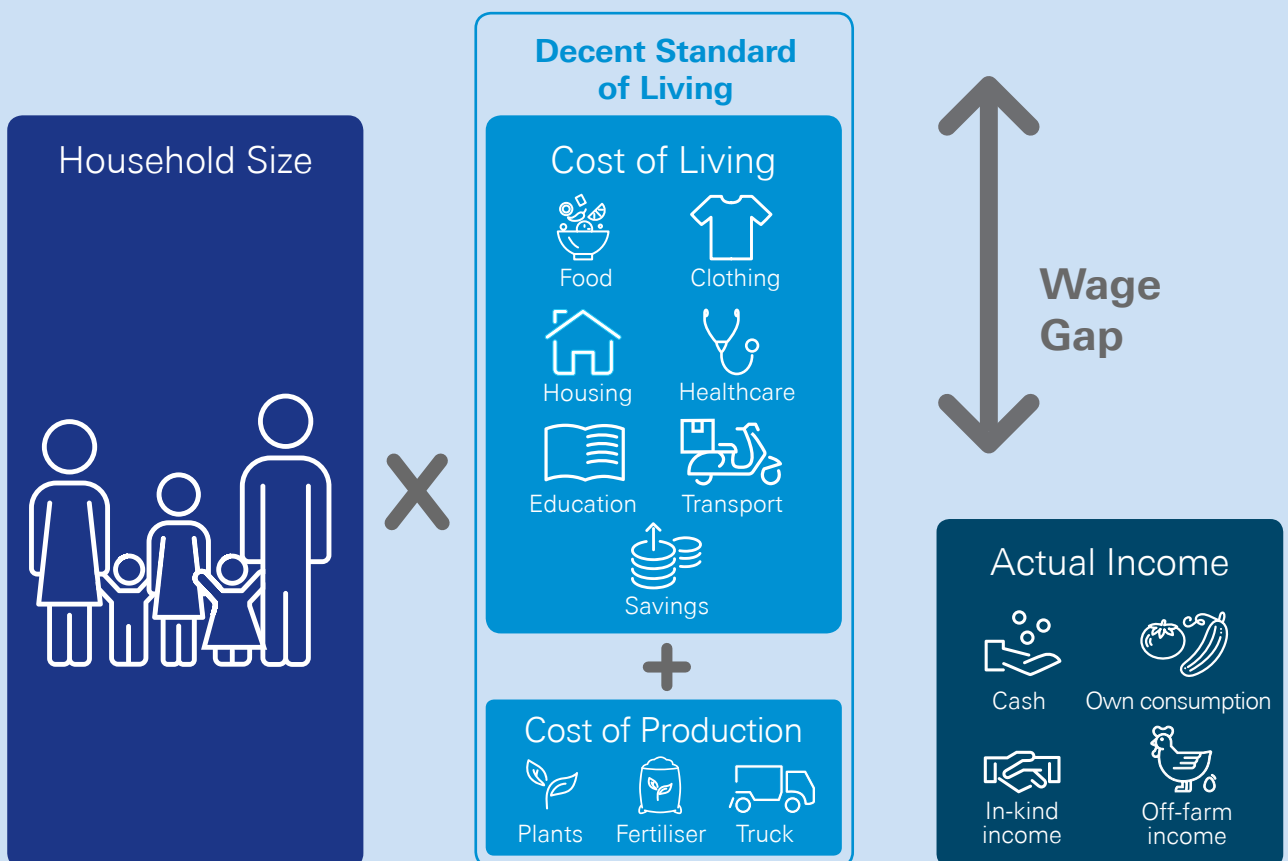 Household Size
X
Decent Standard
of Living
Cost of Living
Food
Clothing
Housing
Healthcare
Education
Transport
Savings
+
Cost of Production
Plants
Fertiliser
Truck
Wage
Gap
Actual Income
Cash
Own consumption
In-kind
income
Off-farm
income